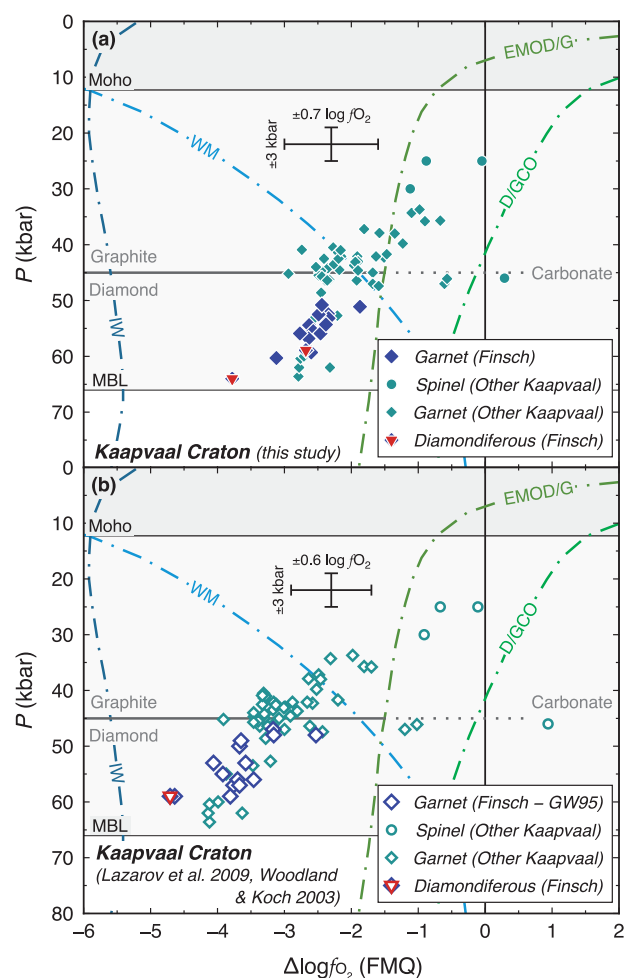 0
(a)
10
Moho
EMOD/G
±0.7 log fO₂
±3 kbar
20
WM
D/GCO
30
P (kbar)
40
Graphite
Carbonate
Diamond
50
IW
Garnet (Finsch)
Spinel (Other Kaapvaal)
Garnet (Other Kaapvaal)
Diamondiferous (Finsch)
60
MBL
70
Kaapvaal Craton (this study)
0
(b)
10
Moho
EMOD/G
±0.6 log fO₂
±3 kbar
20
WM
D/GCO
30
P (kbar)
40
Graphite
Carbonate
Diamond
50
IW
Garnet (Finsch – GW95)
Spinel (Other Kaapvaal)
Garnet (Other Kaapvaal)
Diamondiferous (Finsch)
60
MBL
Kaapvaal Craton
(Lazarov et al. 2009, Woodland
& Koch 2003)
70
80
−6 −5 −4 −3 −2 −1 0 1 2
Δlogfo₂ (FMQ)